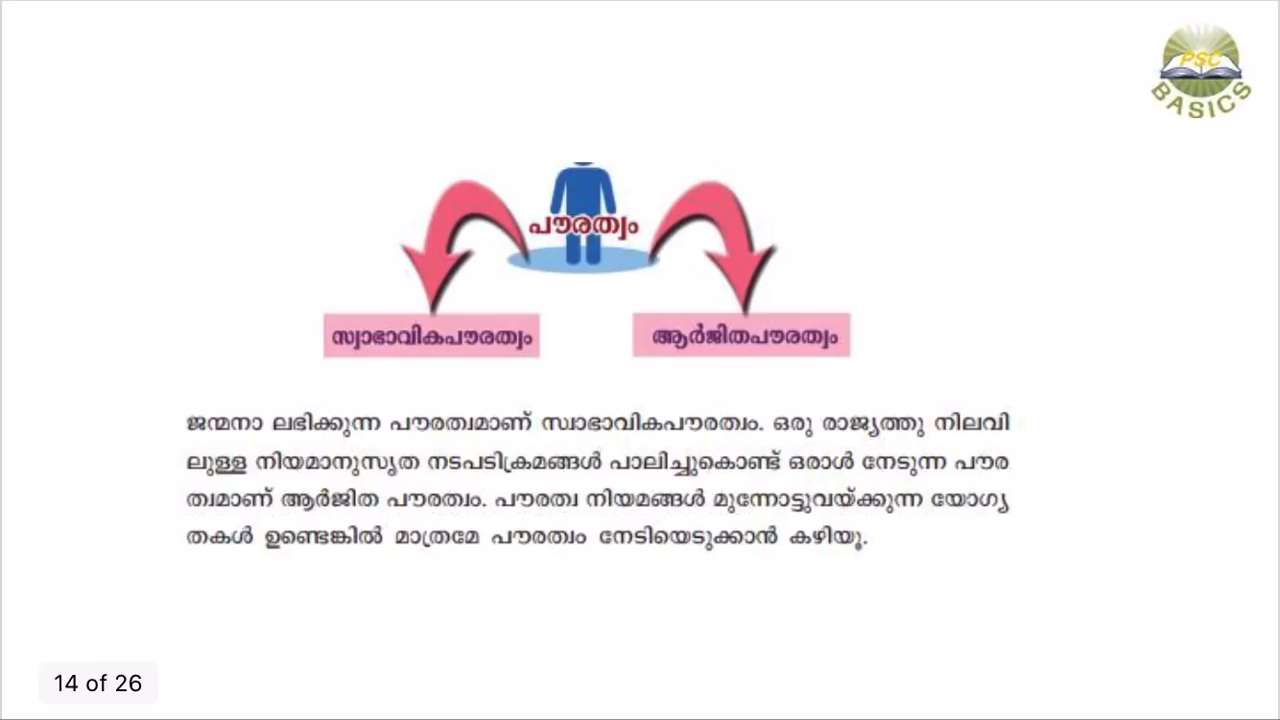 PSC
BASICS
പൗരത്വം
സ്വാഭാവികപൗരത്വം
ആർജിതപൗരത്വം
ജന്മനാ ലഭിക്കുന്ന പൗരത്വമാണ് സ്വാഭാവികപൗരത്വം. ഒരു രാജ്യത്തു നിലവി
ലുള്ള നിയമാനുസൃത നടപടിക്രമങ്ങൾ പാലിച്ചുകൊണ്ട് ഒരാൾ നേടുന്ന പൗര
ത്വമാണ് ആർജിത പൗരത്വം. പൗരത്വ നിയമങ്ങൾ മുന്നോട്ടുവയ്ക്കുന്ന യോഗ്യ
തകൾ ഉണ്ടെങ്കിൽ മാത്രമേ പൗരത്വം നേടിയെടുക്കാൻ കഴിയൂ.
14 of 26